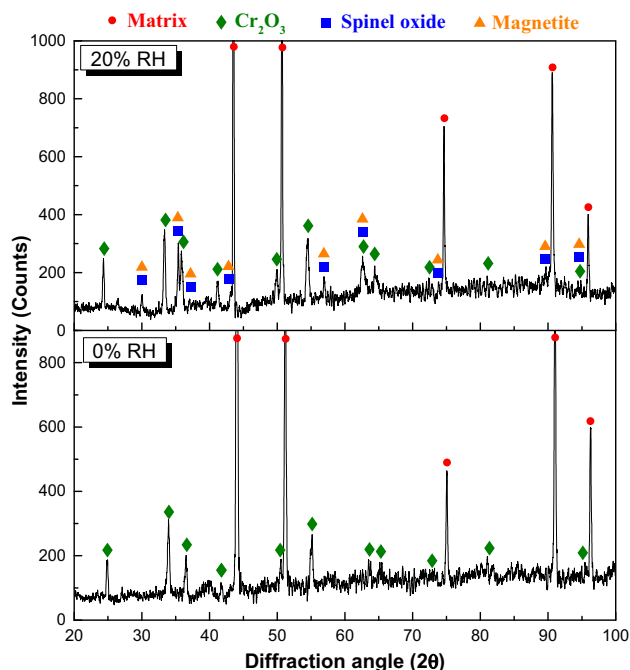 Matrix Cr₂O₃ Spinel oxide Magnetite
1000
20% RH
800
600
400
200
0
0% RH
800
600
400
200
0
Intensity (Counts)
20 30 40 50 60 70 80 90 100
Diffraction angle (2θ)